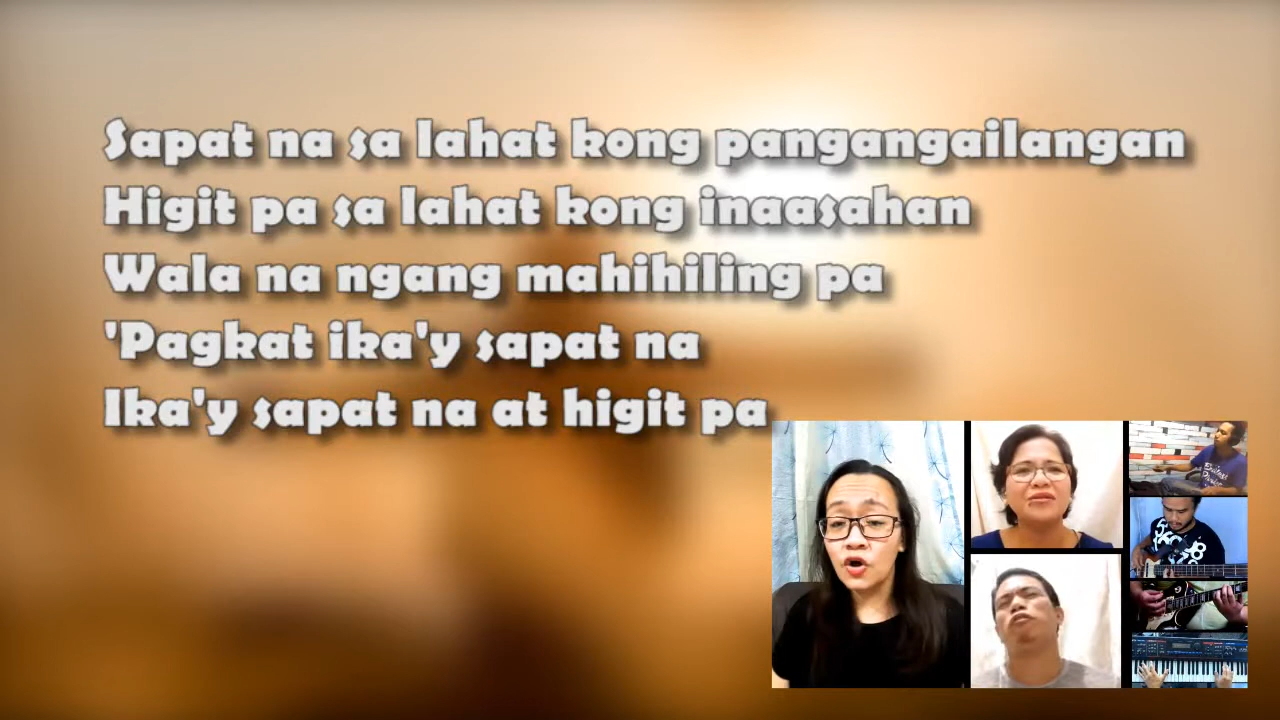 Sapat na sa lahat kong pangangailangan
Higit pa sa lahat kong inaasahan
Wala na ngang mahihiling pa
'Pagkat ika'y sapat na
Ika'y sapat na at higit pa